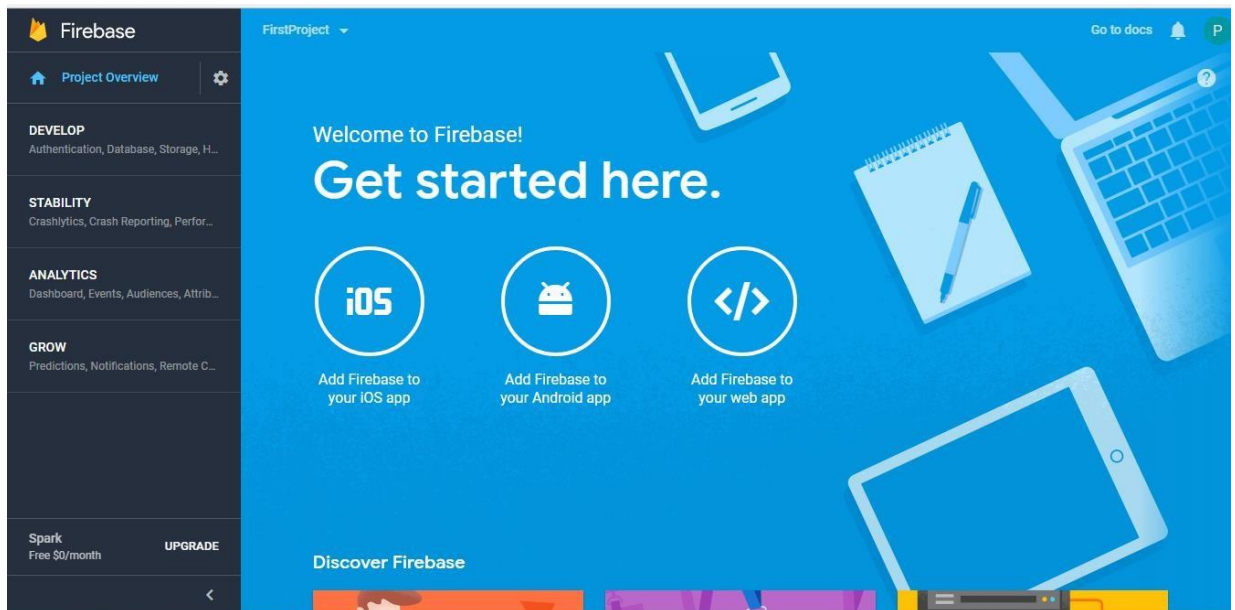 Firebase
Project Overview
DEVELOP
Authentication, Database, Storage, H...
STABILITY
Crashlytics, Crash Reporting, Perfor...
ANALYTICS
Dashboard, Events, Audiences, Attrib...
GROW
Predictions, Notifications, Remote C...
Spark
Free $0/month
UPGRADE
FirstProject
Go to docs
P
Welcome to Firebase!
Get started here.
iOS
Add Firebase to
your iOS app
Add Firebase to
your Android app
</>
Add Firebase to
your web app
Discover Firebase